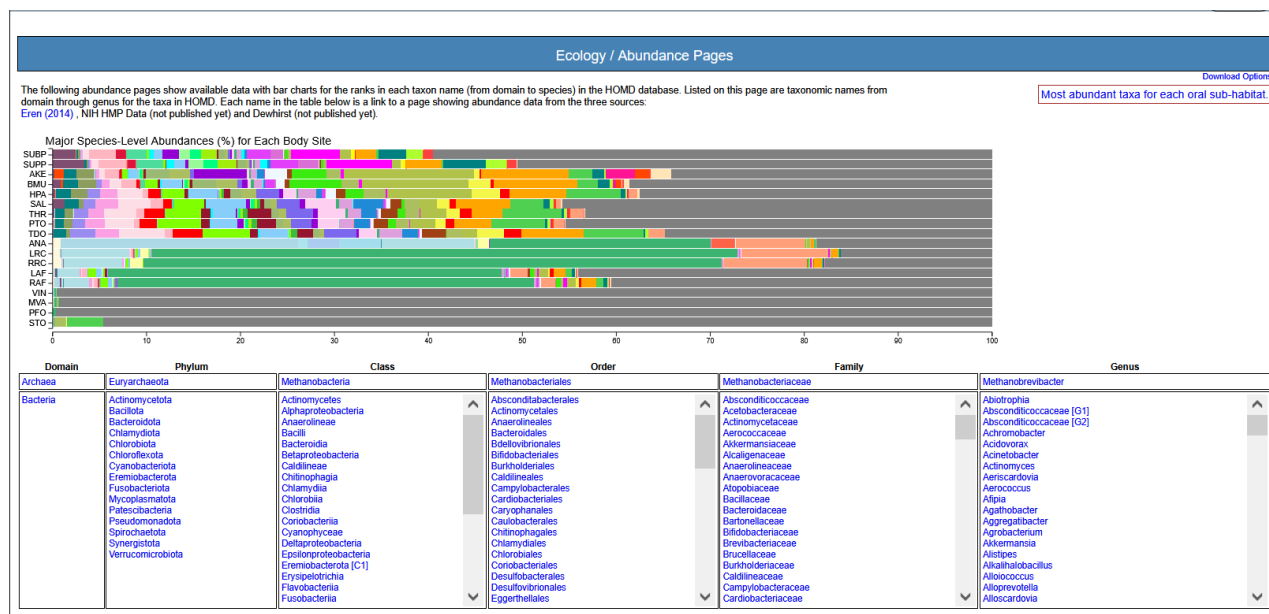 Ecology / Abundance Pages
Download Options
The following abundance pages show available data with bar charts for the ranks in each taxon name (from domain to species) in the HOMD database. Listed on this page are taxonomic names from
domain through genus for the taxa in HOMD. Each name in the table below is a link to a page showing abundance data from the three sources:
Eren (2014) , NIH HMP Data (not published yet) and Dewhirst (not published yet).
Most abundant taxa for each oral sub-habitat.
Major Species-Level Abundances (%) for Each Body Site
SUBP
SUPP
AKE
BMU
HPA
SAL
THR
PTO
TDO
ANA
LRC
RRC
LAF
RAF
VIN
MVA
PFO
STO
0 10 20 30 40 50 60 70 80 90 100
Domain Phylum Class Order Family Genus
Archaea Euryarchaeota Methanobacteria Methanobacteriales Methanobacteriaceae Methanobrevibacter
Bacteria Actinomycetota Actinomycetes Absconditabacterales Absconditicoccaceae Abiotrophia
Bacillota Alphaproteobacteria Actinomycetales Acetobacteraceae Absconditicoccaceae [G1]
Bacteroidota Anaerolineae Anaerolineales Actinomycetaceae Absconditicoccaceae [G2]
Chlamydiota Bacilli Bacteroidales Aerococcaceae Achromobacter
Chlorobiota Bacteroidia Bdellovibrionales Akkermansiaceae Acidovorax
Chloroflexota Betaproteobacteria Bifidobacteriales Alcaligenaceae Acinetobacter
Cyanobacteriota Caldilineae Burkholderiales Anaerolineaceae Actinomyces
Eremiobacterota Chitinophagia Caldilineales Anaerovoracaceae Aeriscardovia
Fusobacteriota Chlamydiia Campylobacterales Atopobiaceae Aerococcus
Mycoplasmatota Chlorobiia Cardiobacteriales Bacillaceae Afipia
Patescibacteria Clostridia Caryophanales Bacteroidaceae Agathobacter
Pseudomonadota Coriobacteriia Caulobacterales Bartonellaceae Aggregatibacter
Spirochaetota Cyanophyceae Chitinophagales Bifidobacteriaceae Agrobacterium
Synergistota Deltaproteobacteria Chlamydiales Brevibacteriaceae Akkermansia
Verrucomicrobiota Epsilonproteobacteria Chlorobiales Brucellaceae Alistipes
Eremiobacterota [C1] Coriobacteriales Burkholderiaceae Alkalihalobacillus
Erysipelotrichia Desulfobacterales Caldilineaceae Alloiococcus
Flavobacteriia Desulfovibrionales Campylobacteraceae Alloprevotella
Fusobacteriia Eggerthellales Cardiobacteriaceae Alloscardovia